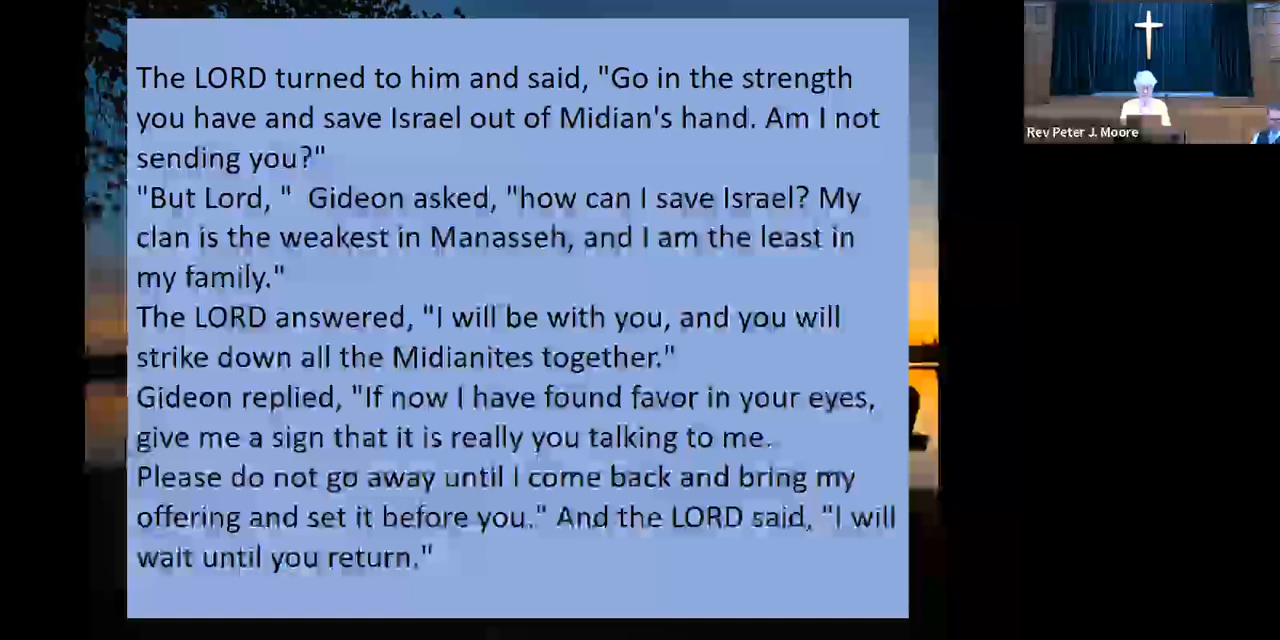 The LORD turned to him and said, "Go in the strength
you have and save Israel out of Midian's hand. Am I not
sending you?"
"But Lord, "  Gideon asked, "how can I save Israel? My
clan is the weakest in Manasseh, and I am the least in
my family."
The LORD answered, "I will be with you, and you will
strike down all the Midianites together."
Gideon replied, "If now I have found favor in your eyes,
give me a sign that it is really you talking to me.
Please do not go away until I come back and bring my
offering and set it before you." And the LORD said, "I will
wait until you return."
Rev Peter J. Moore